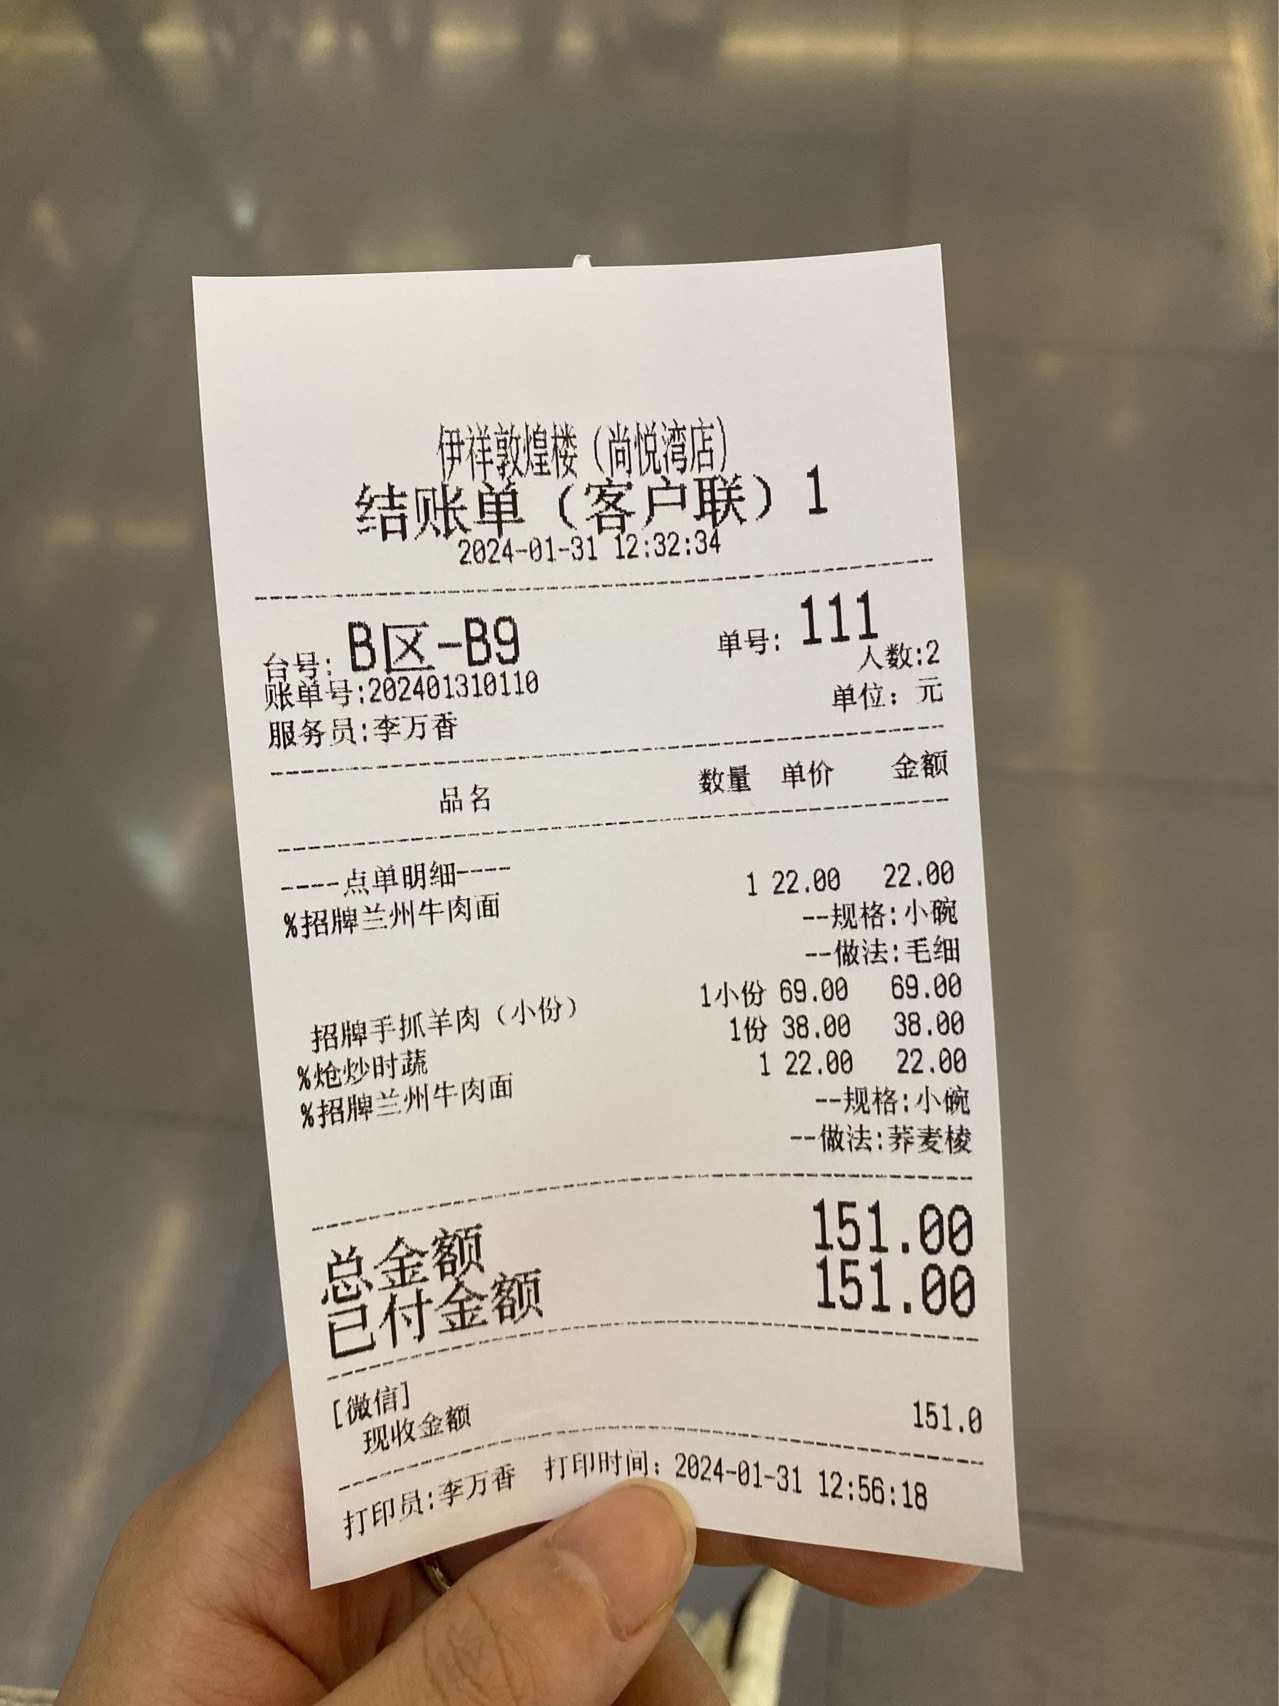 伊祥敦煌楼（尚悦湾店）
结账单（客户联）1
2024-01-31 12:32:34
台号: B区-B9 单号: 111
人数:2
账单号:202401310110
单位: 元
服务员:李万香
品名 数量 单价 金额
----点单明细----
%招牌兰州牛肉面 1 22.00 22.00
--规格:小碗
--做法:毛细
招牌手抓羊肉（小份） 1小份 69.00 69.00
%炝炒时蔬 1份 38.00 38.00
%招牌兰州牛肉面 1 22.00 22.00
--规格:小碗
--做法:荞麦棱
总金额 151.00
已付金额 151.00
[微信]
现收金额 151.0
打印员:李万香 打印时间: 2024-01-31 12:56:18